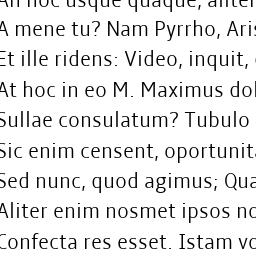 An hoc usque quaque, aliter
A mene tu? Nam Pyrrho, Aris
Et ille ridens: Video, inquit,
At hoc in eo M. Maximus dol
Sullae consulatum? Tubulo
Sic enim censent, oportunit
Sed nunc, quod agimus; Qua
Aliter enim nosmet ipsos no
Confecta res esset. Istam vo